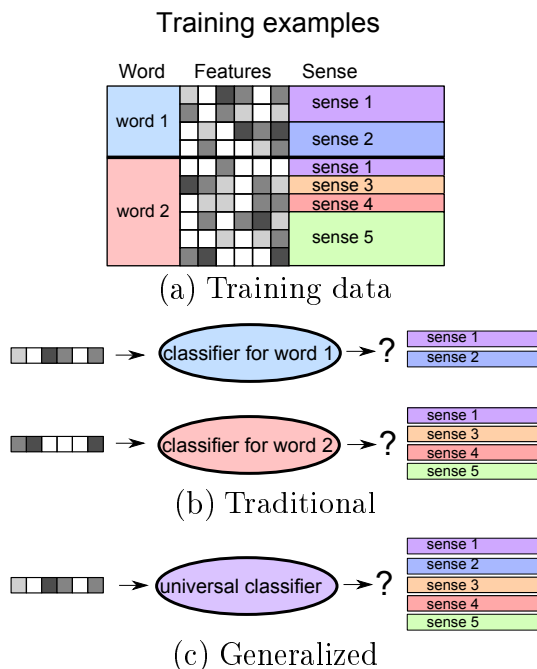 Training examples
Word Features Sense
word 1
sense 1
sense 2
word 2
sense 1
sense 3
sense 4
sense 5
(a) Training data
classifier for word 1
?
sense 1
sense 2
classifier for word 2
?
sense 1
sense 3
sense 4
sense 5
(b) Traditional
universal classifier
?
sense 1
sense 2
sense 3
sense 4
sense 5
(c) Generalized